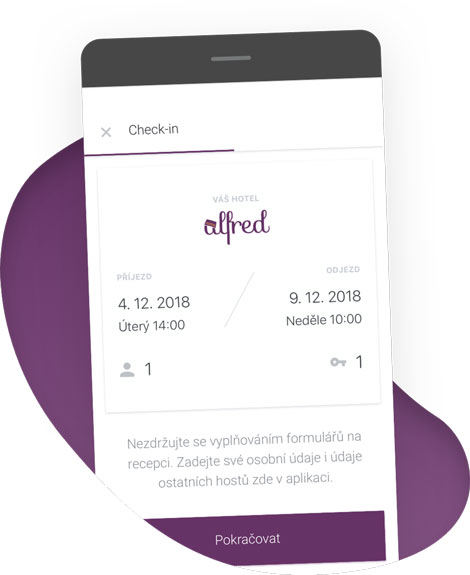 Check-in
VÁŠ HOTEL
alfred
PŘÍJEZD
ODJEZD
4. 12. 2018
9. 12. 2018
Úterý 14:00
Neděle 10:00
1
1
Nezdržujte se vyplňováním formulářů na
recepci. Zadejte své osobní údaje i údaje
ostatních hostů zde v aplikaci.
Pokračovat